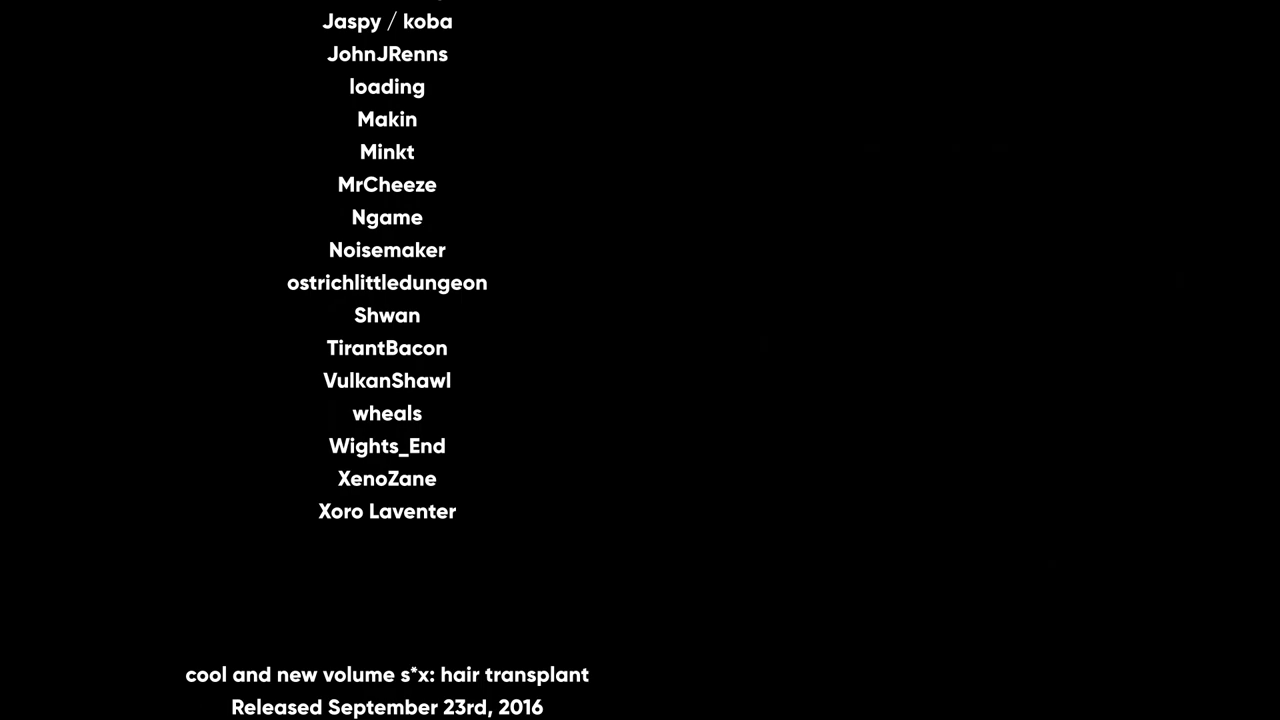 Jaspy / koba
JohnJRenns
loading
Makin
Minkt
MrCheeze
Ngame
Noisemaker
ostrichlittledungeon
Shwan
TirantBacon
VulkanShawl
wheals
Wights_End
XenoZane
Xoro Laventer
cool and new volume s*x: hair transplant
Released September 23rd, 2016